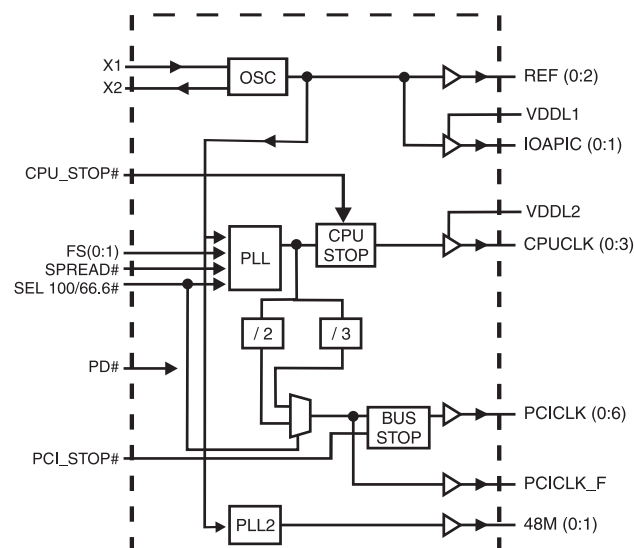 X1
X2
OSC
REF (0:2)
VDDL1
IOAPIC (0:1)
CPU_STOP#
VDDL2
CPU
STOP
CPUCLK (0:3)
FS(0:1)
SPREAD#
SEL 100/66.6#
PLL
/ 2
/ 3
PD#
PCICLK (0:6)
BUS
STOP
PCI_STOP#
PCICLK_F
PLL2
48M (0:1)